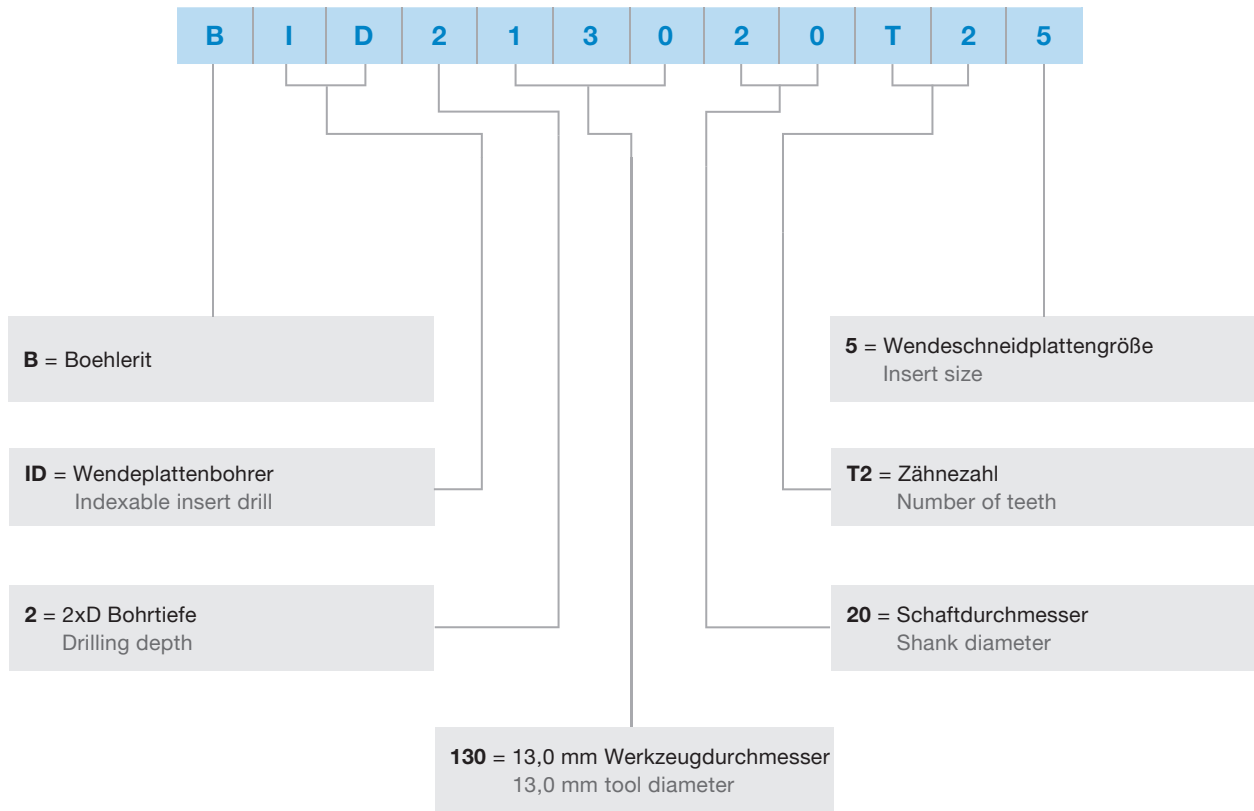 B I D 2 1 3 0 2 0 T 2 5
B = Boehlerit
ID = Wendeplattenbohrer
Indexable insert drill
2 = 2xD Bohrtiefe
Drilling depth
130 = 13,0 mm Werkzeugdurchmesser
13,0 mm tool diameter
5 = Wendeschneidplattengröße
Insert size
T2 = Zähnezahl
Number of teeth
20 = Schaftdurchmesser
Shank diameter